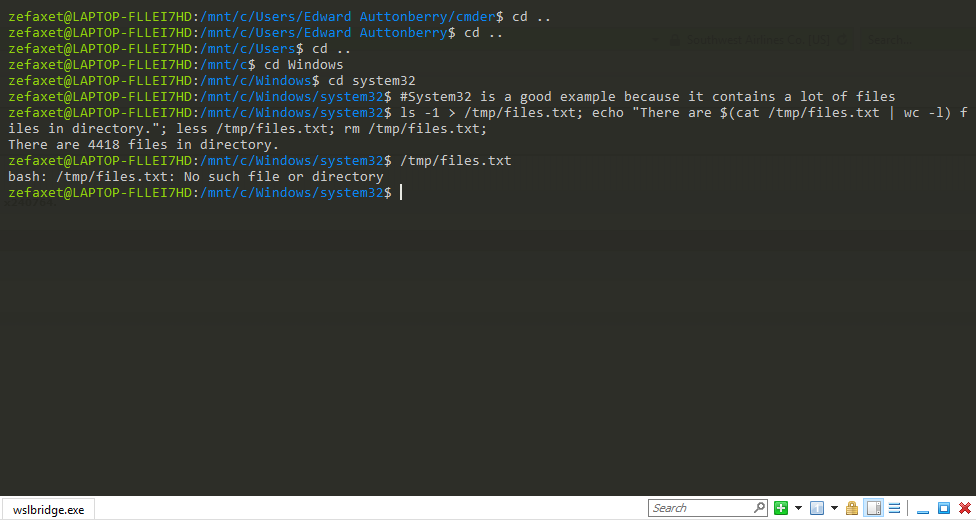 zefaxet@LAPTOP-FLLEI7HD:/mnt/c/Users/Edward Auttonberry/cmder$ cd ..
zefaxet@LAPTOP-FLLEI7HD:/mnt/c/Users/Edward Auttonberry$ cd ..
zefaxet@LAPTOP-FLLEI7HD:/mnt/c/Users$ cd ..
zefaxet@LAPTOP-FLLEI7HD:/mnt/c$ cd Windows
zefaxet@LAPTOP-FLLEI7HD:/mnt/c/Windows$ cd system32
zefaxet@LAPTOP-FLLEI7HD:/mnt/c/Windows/system32$ #System32 is a good example because it contains a lot of files
zefaxet@LAPTOP-FLLEI7HD:/mnt/c/Windows/system32$ ls -1 > /tmp/files.txt; echo "There are $(cat /tmp/files.txt | wc -l) f
iles in directory."; less /tmp/files.txt; rm /tmp/files.txt;
There are 4418 files in directory.
zefaxet@LAPTOP-FLLEI7HD:/mnt/c/Windows/system32$ /tmp/files.txt
bash: /tmp/files.txt: No such file or directory
zefaxet@LAPTOP-FLLEI7HD:/mnt/c/Windows/system32$
wslbridge.exe
Search